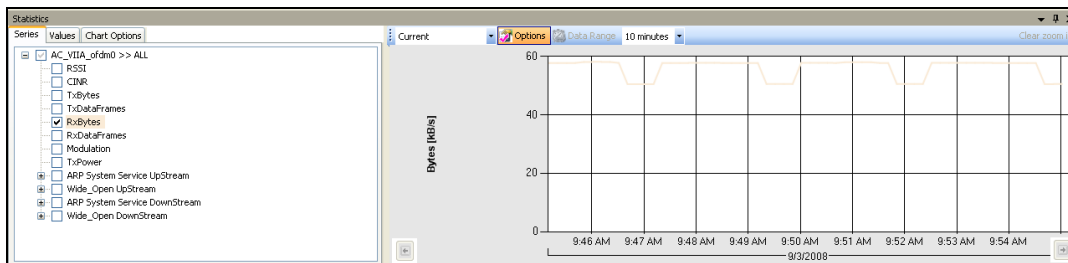 Statistics
Series Values Chart Options
AC_VIIA_ofdm0 >> ALL
RSSI
CINR
TxBytes
TxDataFrames
RxBytes
RxDataFrames
Modulation
TxPower
ARP System Service UpStream
Wide_Open UpStream
ARP System Service DownStream
Wide_Open DownStream
Current Options Data Range 10 minutes Clear zoom
Bytes [kB/s]
60
40
20
0
9:46 AM 9:47 AM 9:48 AM 9:49 AM 9:50 AM 9:51 AM 9:52 AM 9:53 AM 9:54 AM
9/3/2008